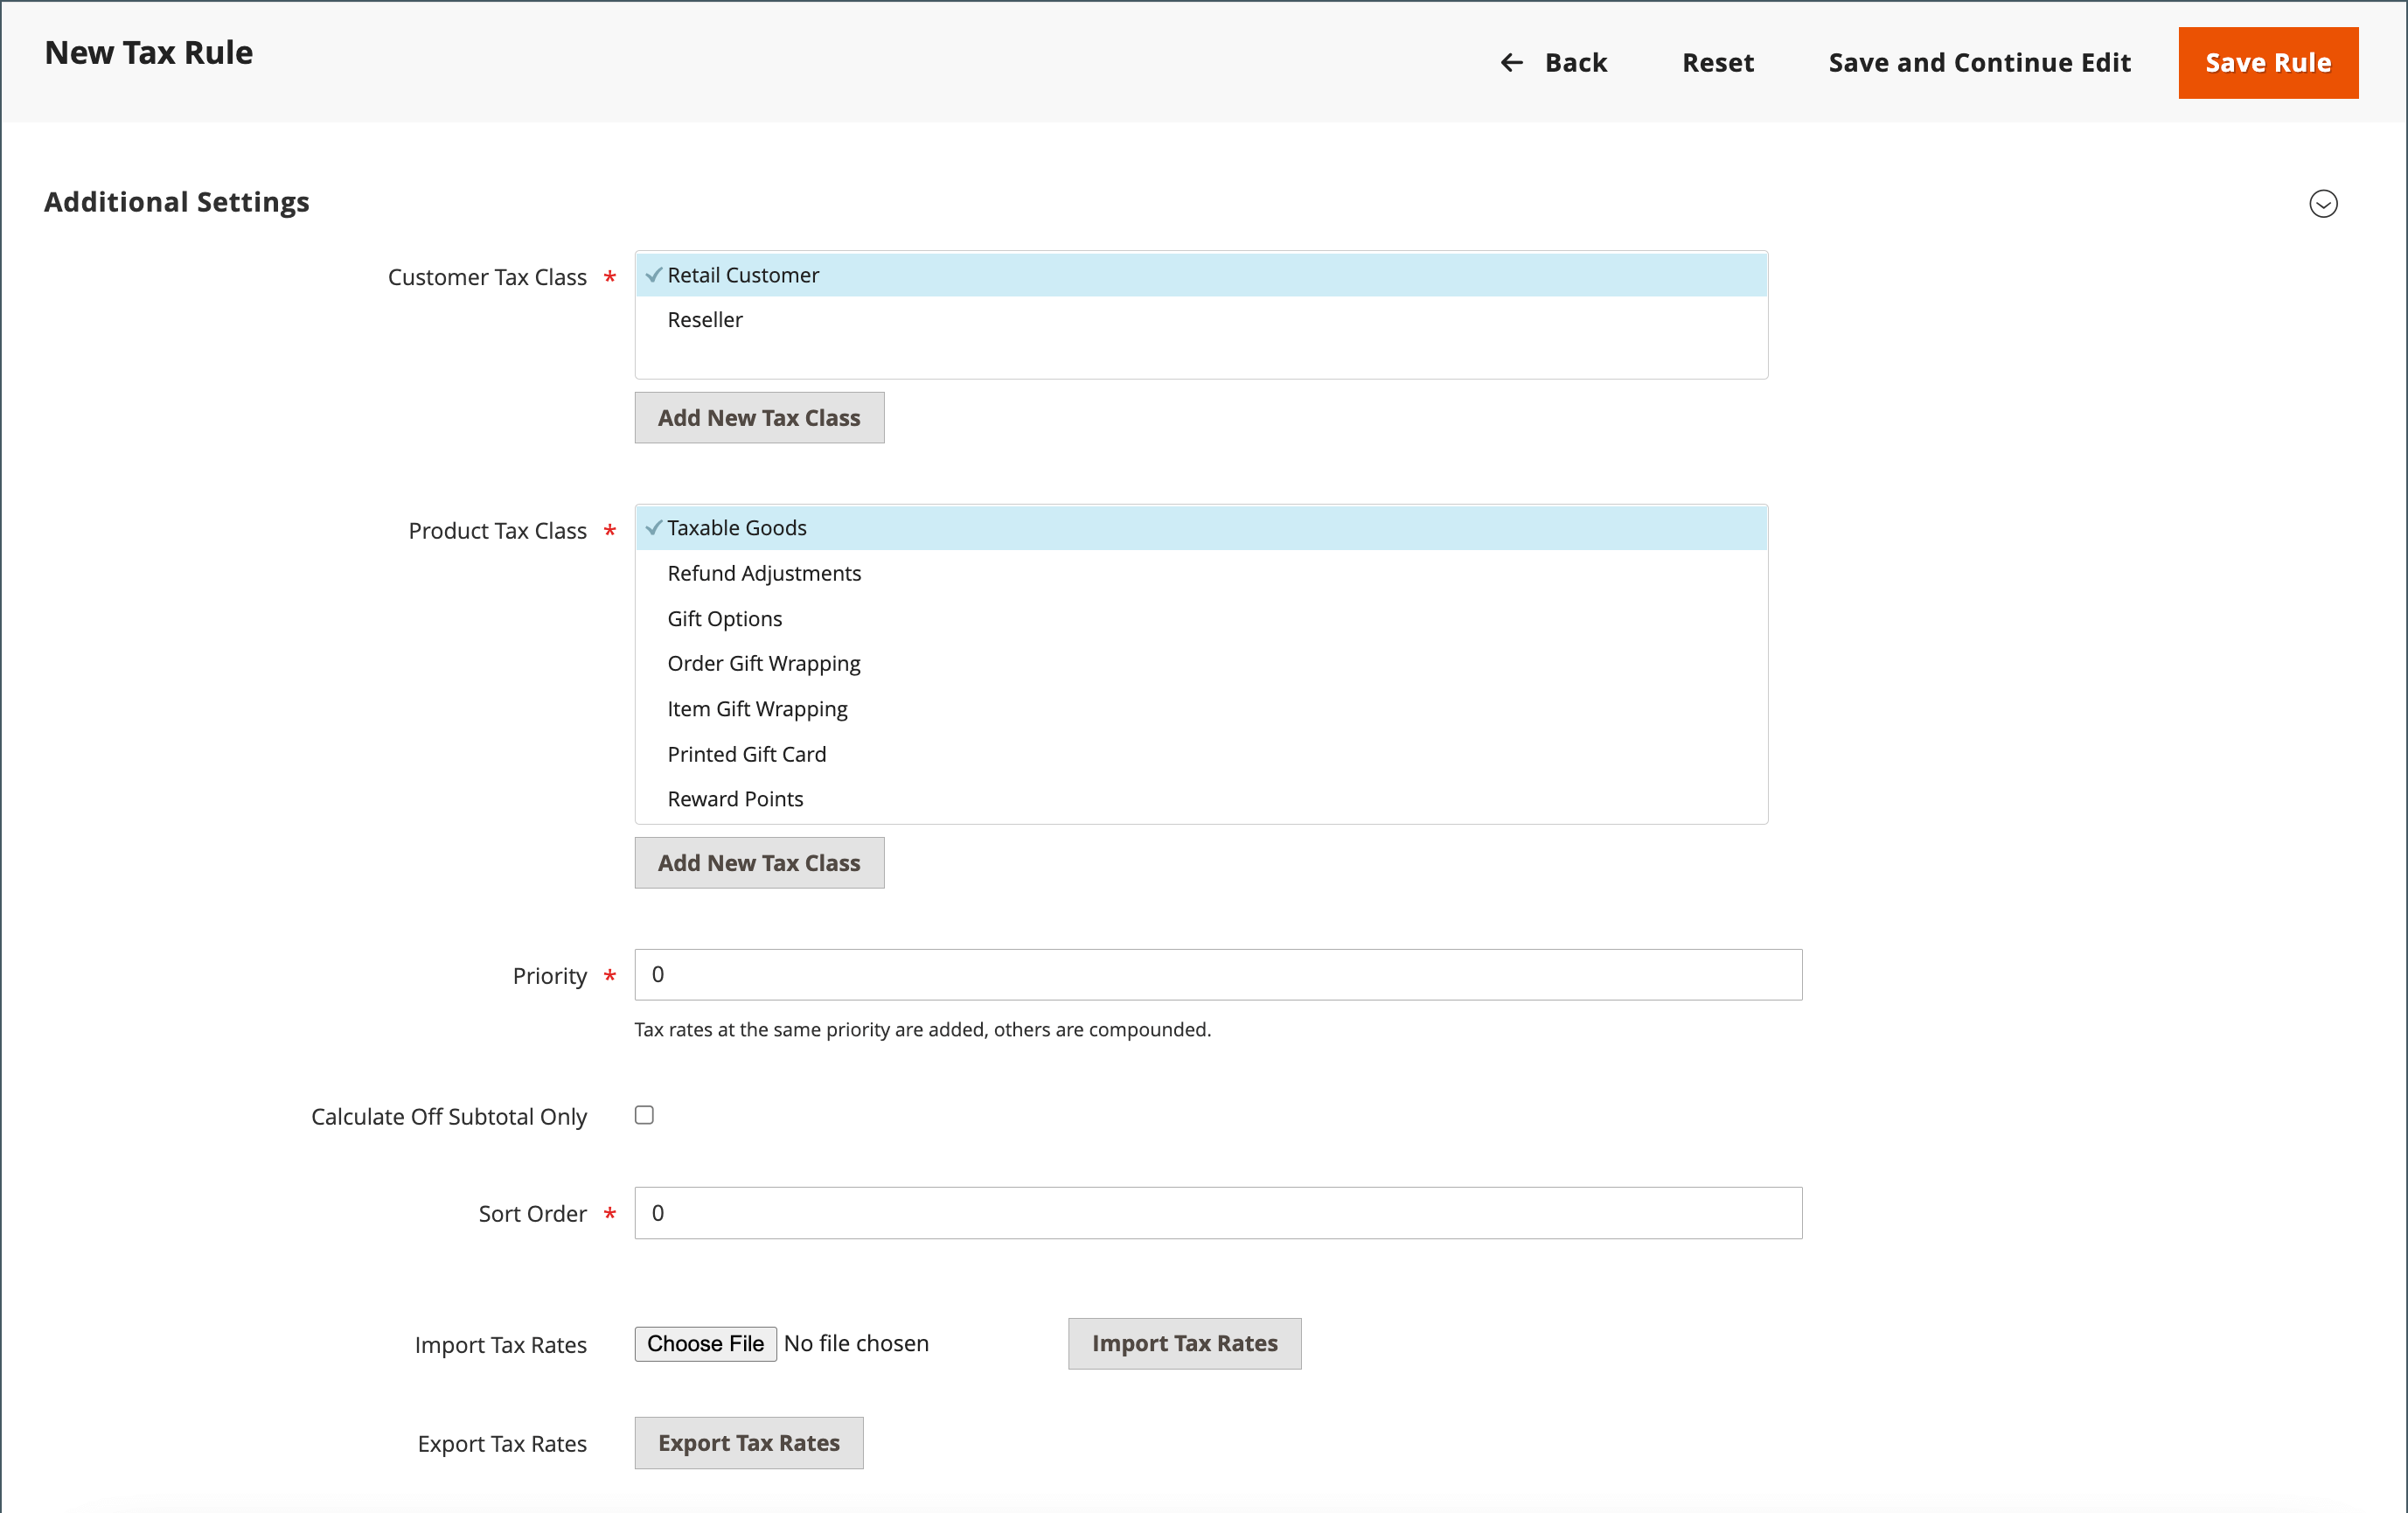 New Tax Rule
Back
Reset
Save and Continue Edit
Save Rule
Additional Settings
Customer Tax Class *
Retail Customer
Reseller
Add New Tax Class
Product Tax Class *
Taxable Goods
Refund Adjustments
Gift Options
Order Gift Wrapping
Item Gift Wrapping
Printed Gift Card
Reward Points
Add New Tax Class
Priority *
0
Tax rates at the same priority are added, others are compounded.
Calculate Off Subtotal Only
Sort Order *
0
Import Tax Rates
Choose File No file chosen
Import Tax Rates
Export Tax Rates
Export Tax Rates